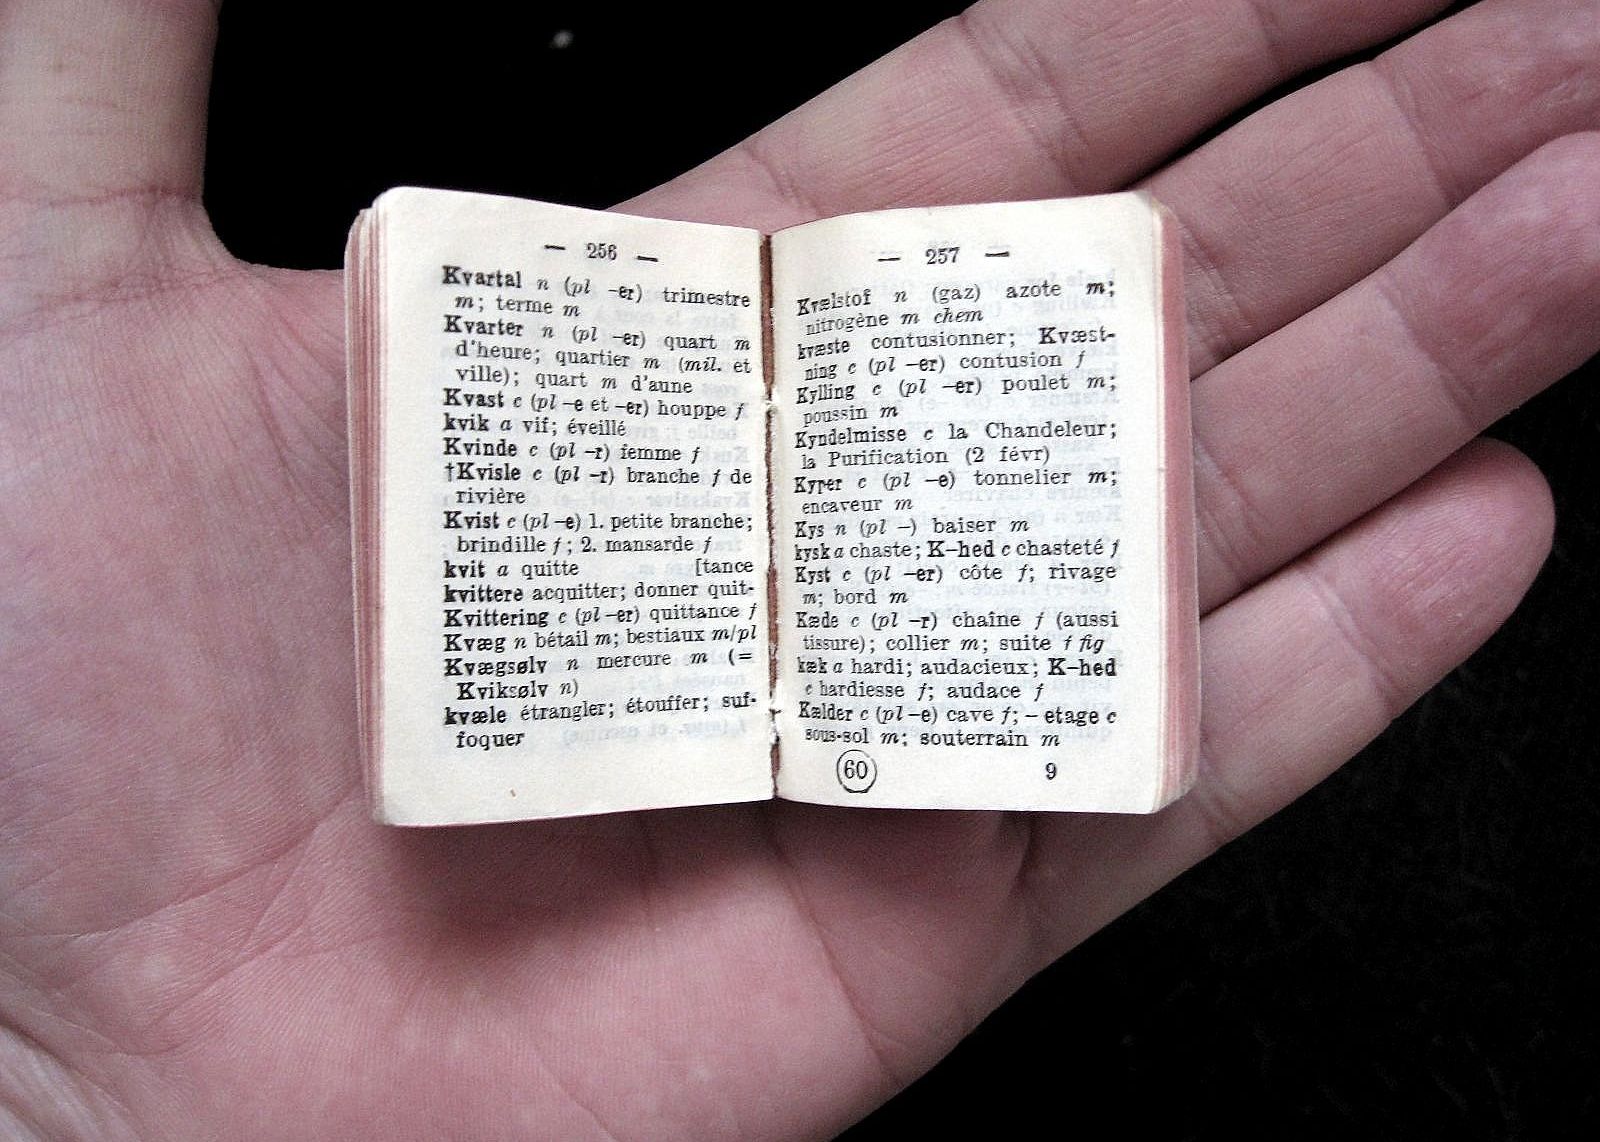 — 256 —
Kvartal n (pl -er) trimestre
m; terme m
Kvarter n (pl -er) quart m
d'heure; quartier m (mil. et
ville); quart m d'aune
Kvast c (pl -e et -er) houppe f
kvik a vif; éveillé
Kvinde c (pl -r) femme f
†Kvisle c (pl -r) branche f de
rivière
Kvist c (pl -e) 1. petite branche;
brindille f; 2. mansarde f
kvit a quitte [tance
kvittere acquitter; donner quit-
Kvittering c (pl -er) quittance f
Kvæg n bétail m; bestiaux m/pl
Kvægsølv n mercure m (=
Kviksølv n)
kvæle étrangler; étouffer; suf-
foquer
— 257 —
Kvælstof n (gaz) azote m;
nitrogène m chem
kvæste contusionner; Kvæst-
ning c (pl -er) contusion f
Kylling c (pl -er) poulet m;
poussin m
Kyndelmisse c la Chandeleur;
la Purification (2 févr)
Kyper c (pl -e) tonnelier m;
encaveur m
Kys n (pl -) baiser m
kysk a chaste; K-hed c chasteté f
Kyst c (pl -er) côte f; rivage
m; bord m
Kæde c (pl -r) chaîne f (aussi
tissure); collier m; suite f fig
kæk a hardi; audacieux; K-hed
c hardiesse f; audace f
Kælder c (pl -e) cave f; - etage c
sous-sol m; souterrain m
60 9